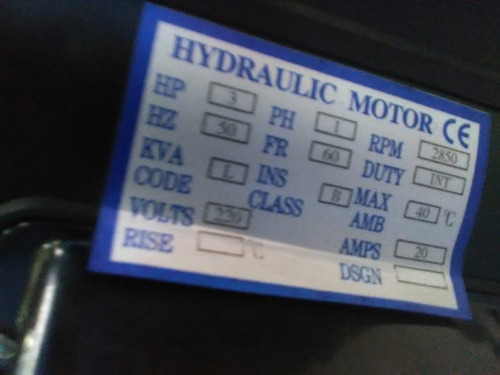 HYDRAULIC MOTOR CE
HP 3 PH 1 RPM 2850
HZ 50 FR 60 DUTY INT
KVA CODE L INS CLASS B MAX AMB 40 °C
VOLTS 220 AMPS 20
RISE °C DSGN